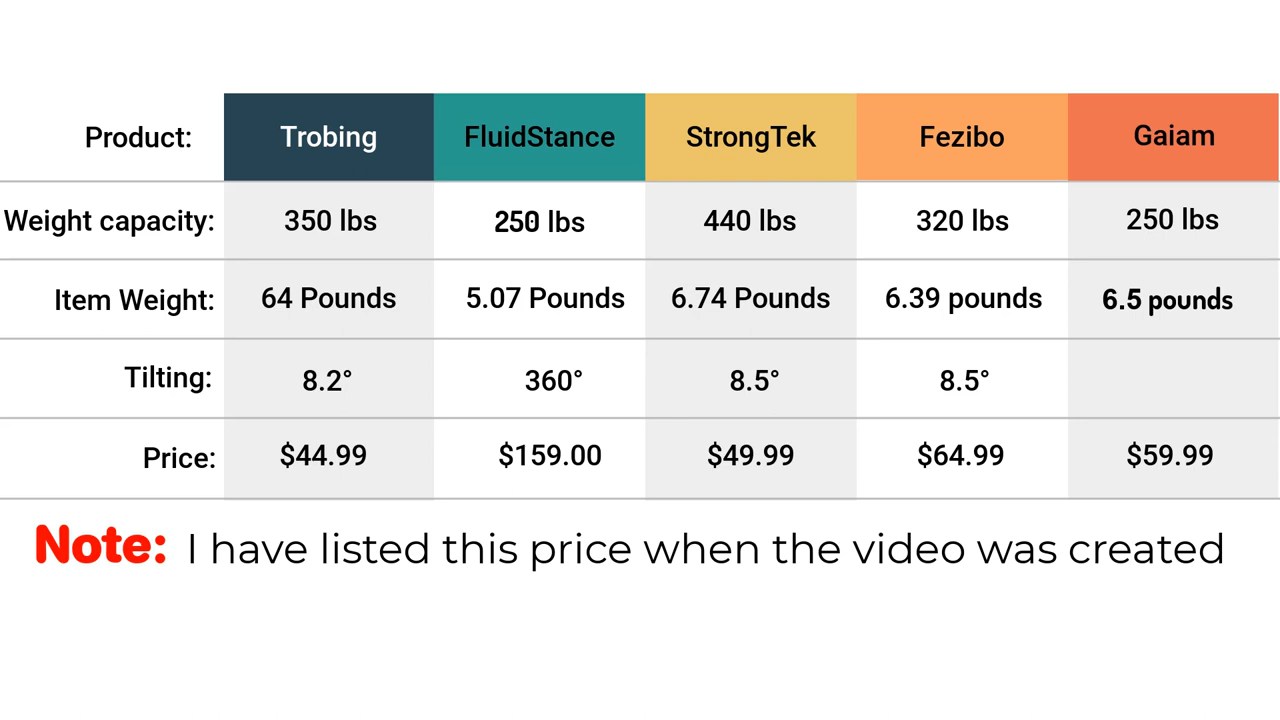 Product: Trobing FluidStance StrongTek Fezibo Gaiam
Weight capacity: 350 lbs 250 lbs 440 lbs 320 lbs 250 lbs
Item Weight: 64 Pounds 5.07 Pounds 6.74 Pounds 6.39 pounds 6.5 pounds
Tilting: 8.2° 360° 8.5° 8.5°
Price: $44.99 $159.00 $49.99 $64.99 $59.99
Note: I have listed this price when the video was created